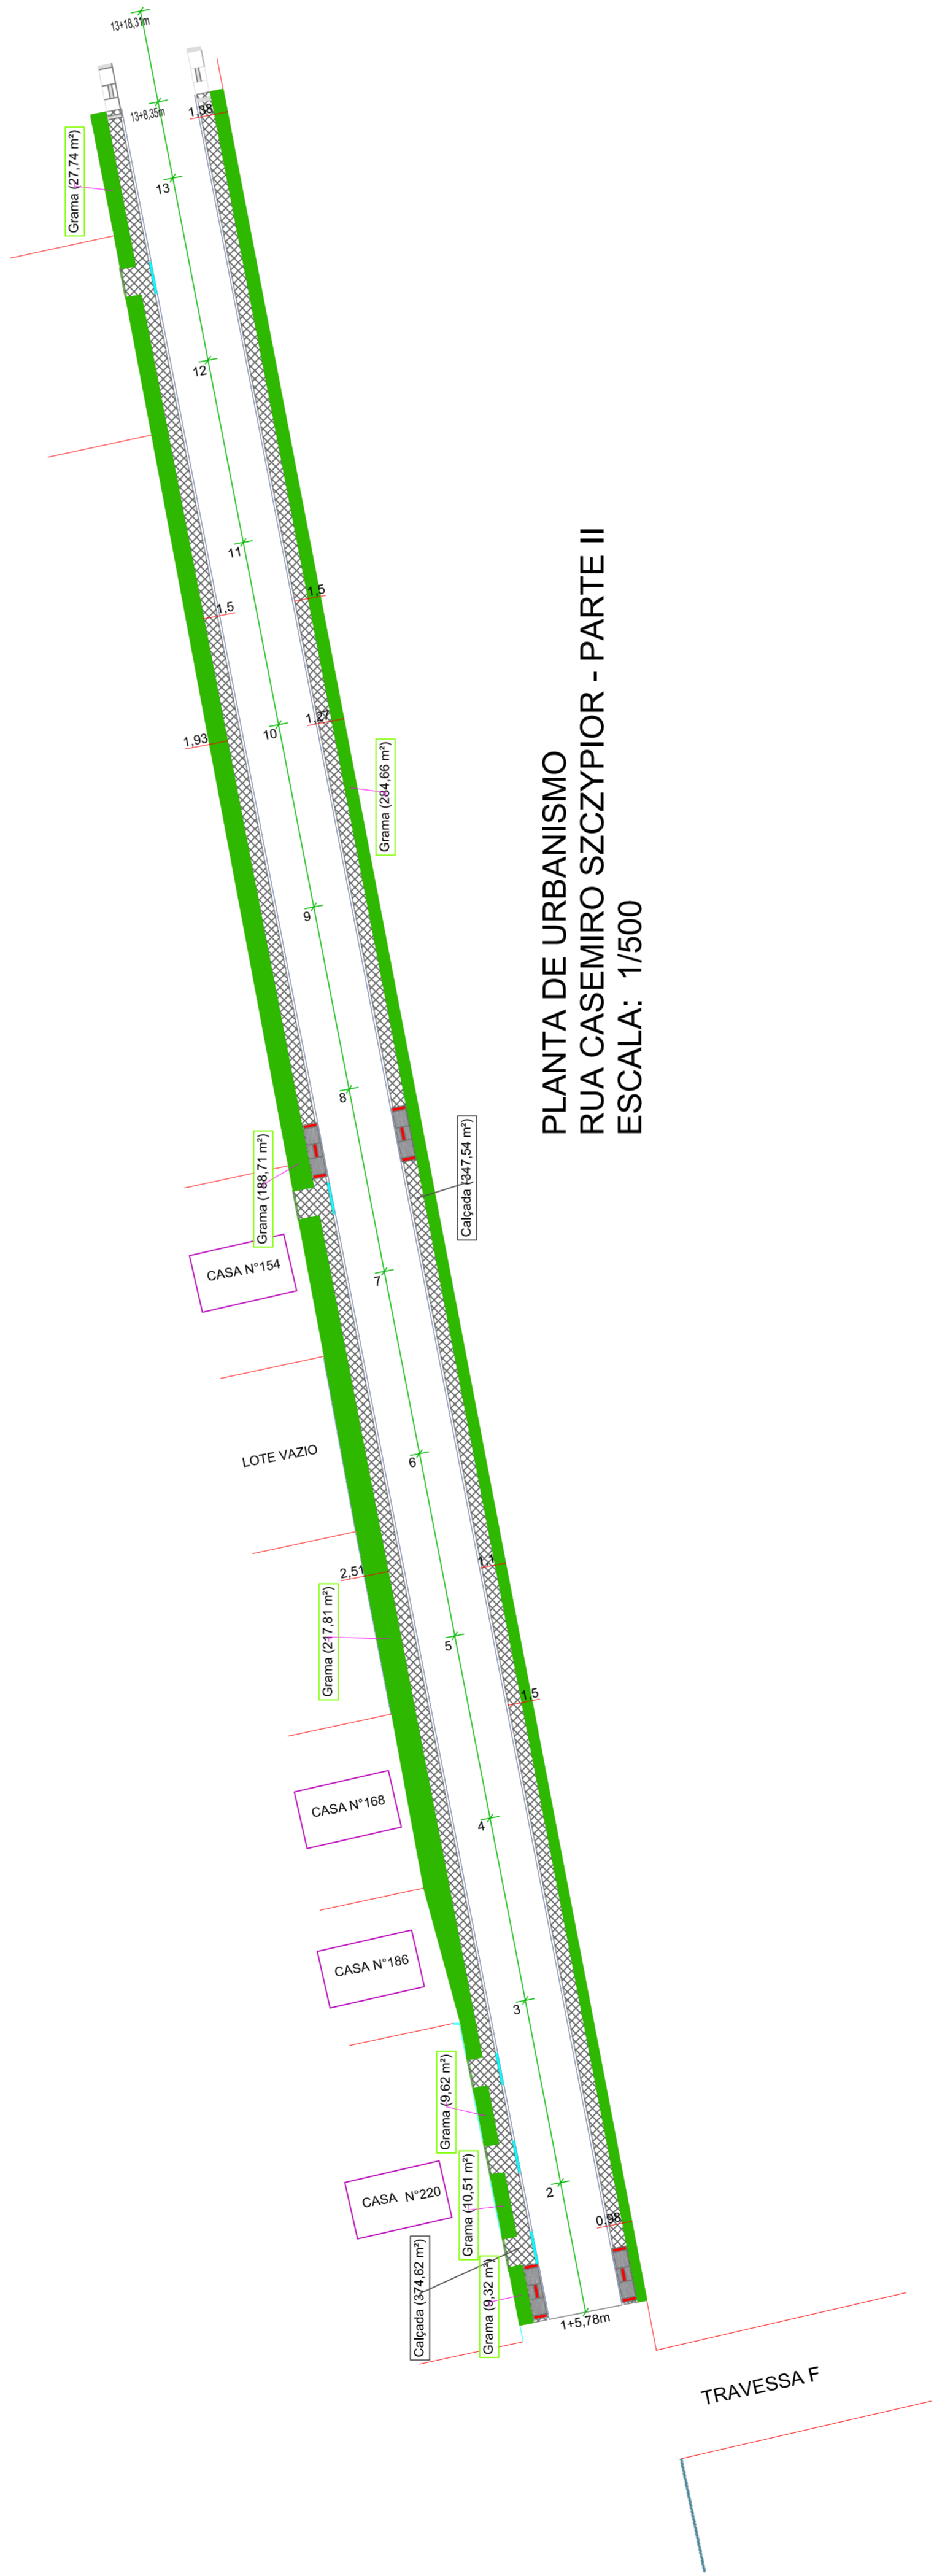 13+18,31m
13+8,35m
1,38
Grama (27,74 m²)
13
12
11
1,5
1,5
10
1,27
1,93
Grama (284,66 m²)
9
8
Grama (188,71 m²)
Calçada (347,54 m²)
CASA N°154
7
LOTE VAZIO
6
2,51
1,1
Grama (217,81 m²)
5
1,5
CASA N°168
4
CASA N°186
3
Grama (9,62 m²)
CASA N°220
Grama (10,51 m²)
2
0,98
Calçada (374,62 m²)
Grama (9,32 m²)
1+5,78m
TRAVESSA F
PLANTA DE URBANISMO
RUA CASEMIRO SZCZYPIOR - PARTE II
ESCALA: 1/500